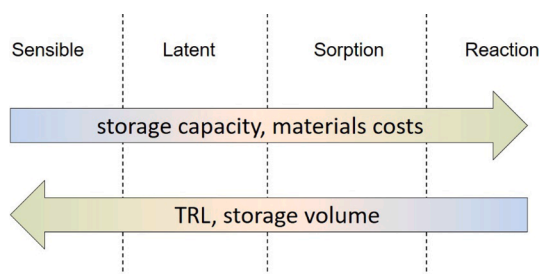 Sensible Latent Sorption Reaction
storage capacity, materials costs
TRL, storage volume